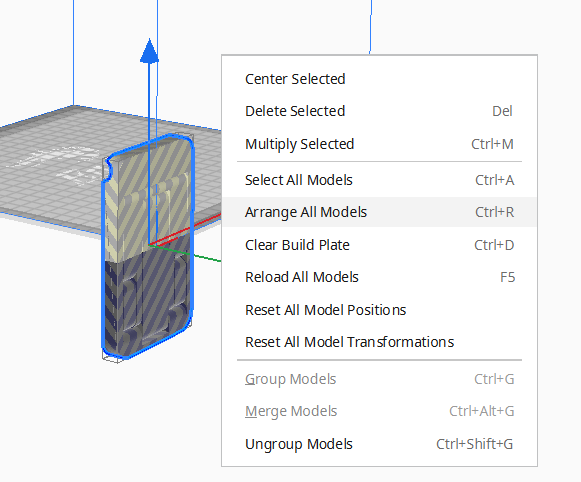 Center Selected
Delete Selected Del
Multiply Selected Ctrl+M
Select All Models Ctrl+A
Arrange All Models Ctrl+R
Clear Build Plate Ctrl+D
Reload All Models F5
Reset All Model Positions
Reset All Model Transformations
Group Models Ctrl+G
Merge Models Ctrl+Alt+G
Ungroup Models Ctrl+Shift+G